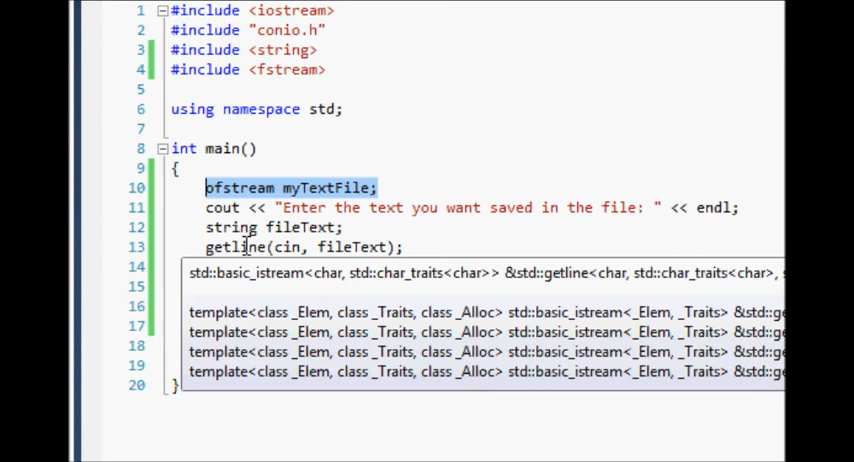 1 #include <iostream>
2 #include "conio.h"
3 #include <string>
4 #include <fstream>
5
6 using namespace std;
7
8 int main()
9 {
10 ofstream myTextFile;
11 cout << "Enter the text you want saved in the file: " << endl;
12 string fileText;
13 getline(cin, fileText);
14 std::basic_istream<char, std::char_traits<char>> &std::getline<char, std::char_traits<char>, s
15
16 template<class _Elem, class _Traits, class _Alloc> std::basic_istream<_Elem, _Traits> &std::ge
17 template<class _Elem, class _Traits, class _Alloc> std::basic_istream<_Elem, _Traits> &std::ge
18 template<class _Elem, class _Traits, class _Alloc> std::basic_istream<_Elem, _Traits> &std::ge
19 template<class _Elem, class _Traits, class _Alloc> std::basic_istream<_Elem, _Traits> &std::ge
20 }